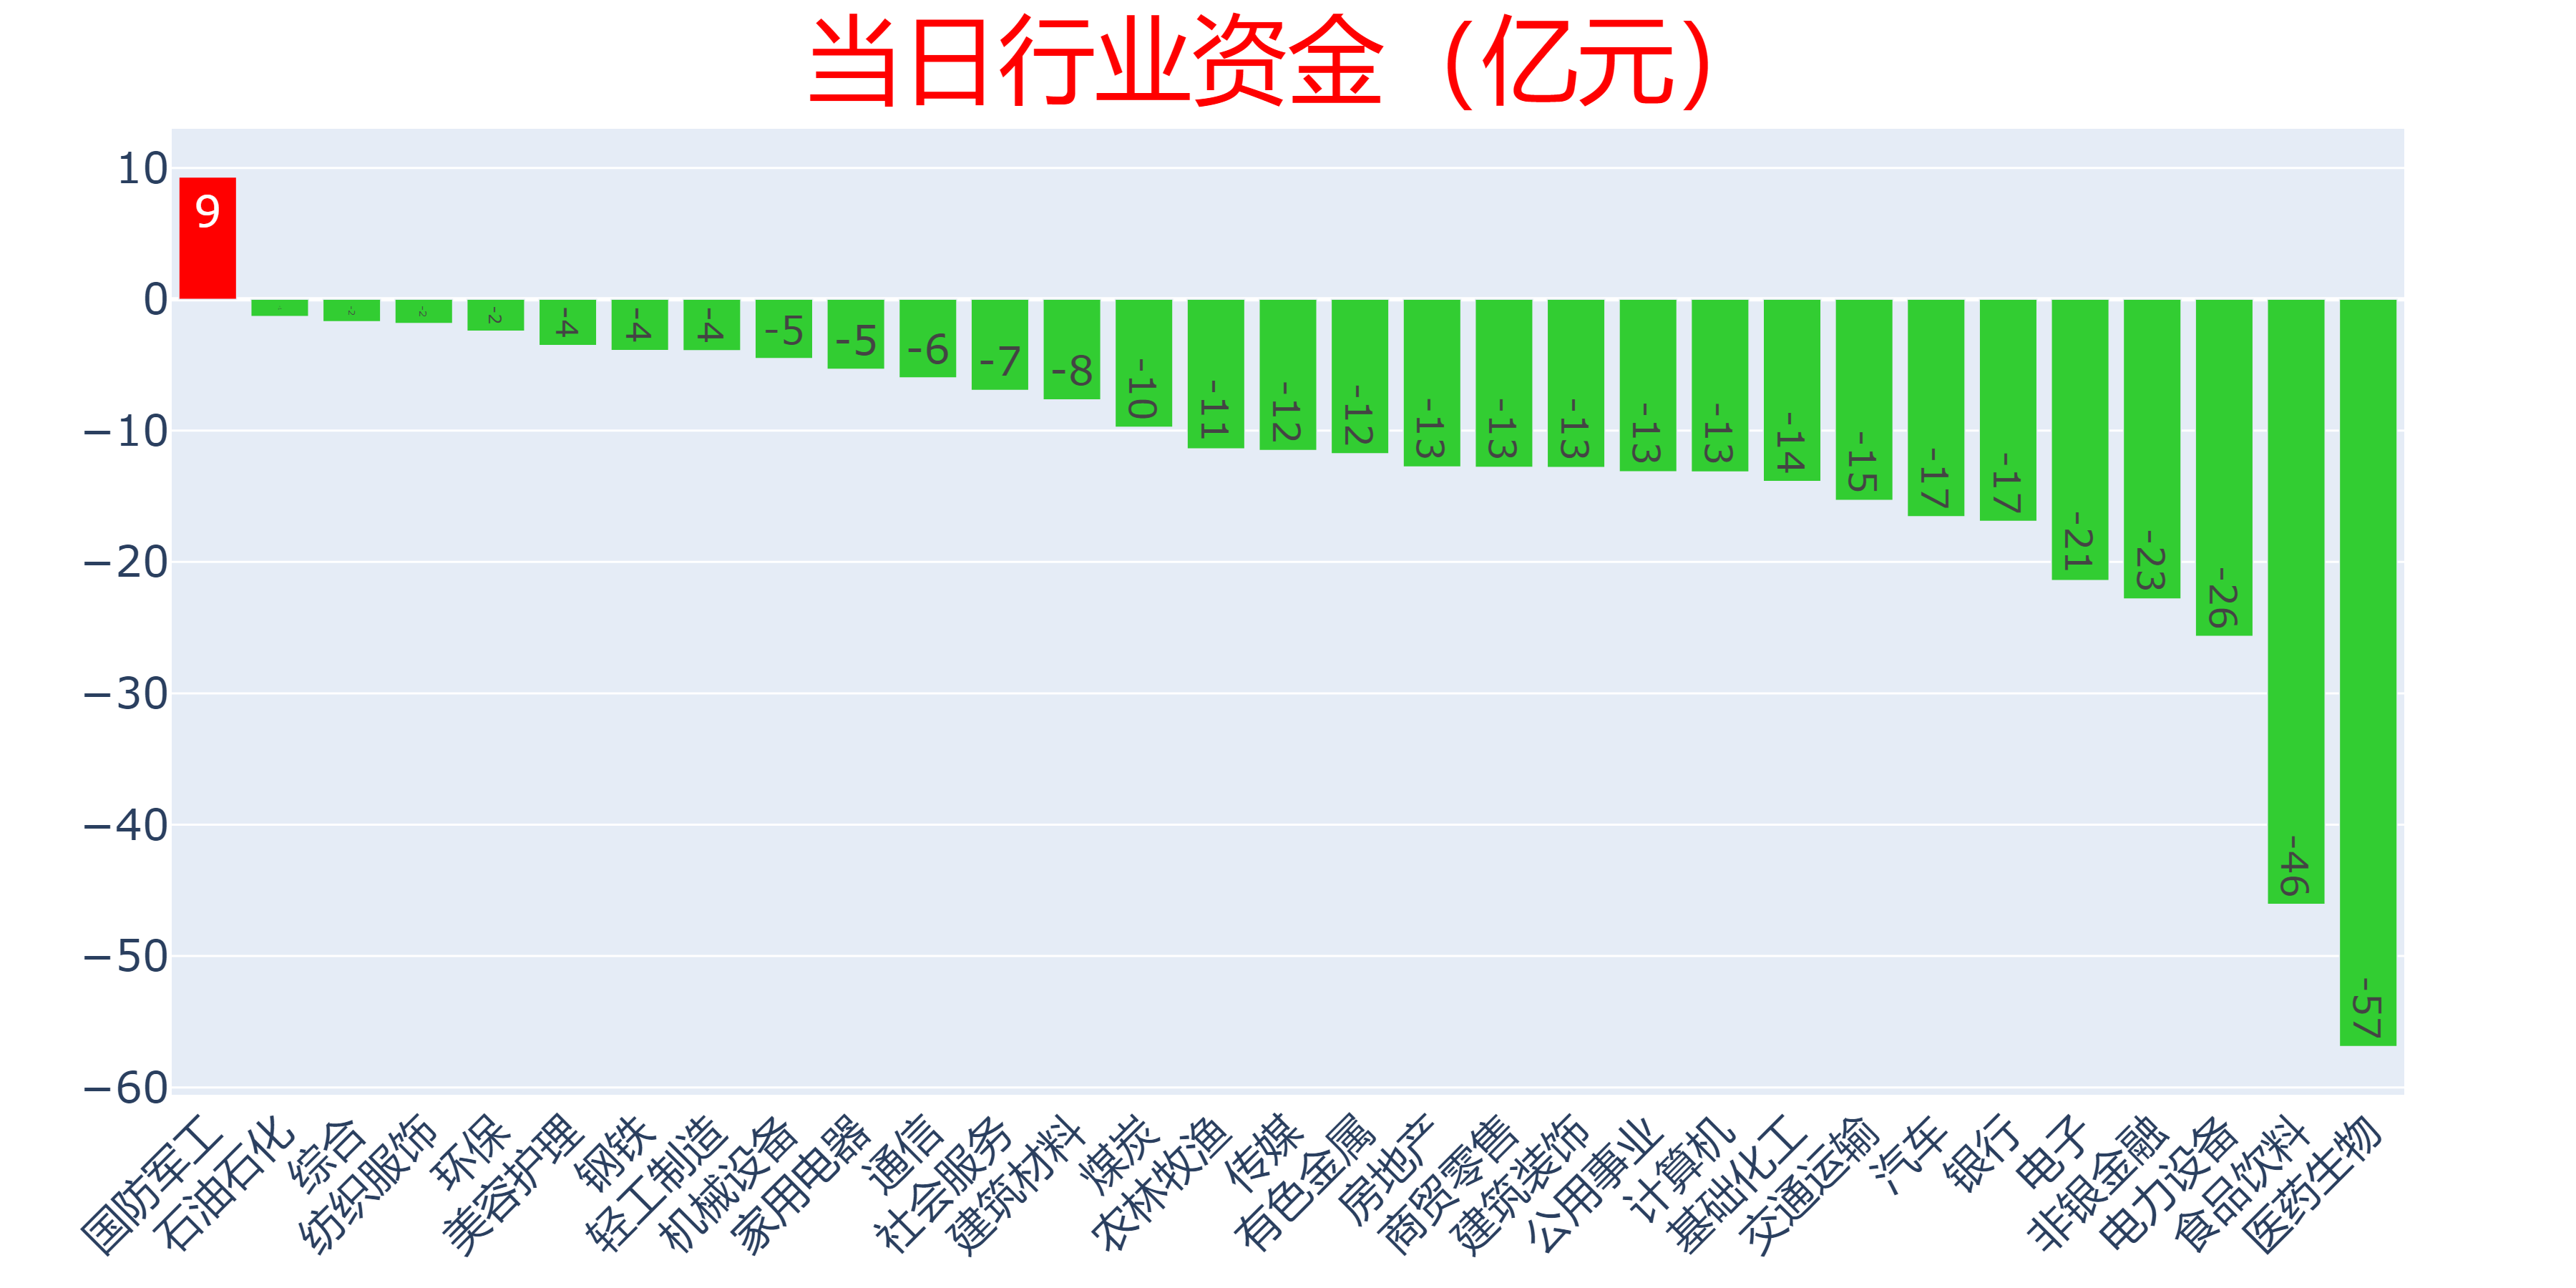 当日行业资金（亿元）
10
0
−10
−20
−30
−40
−50
−60
9
-2
-2
-2
-4
-4
-4
-5
-5
-6
-7
-8
-10
-11
-12
-12
-13
-13
-13
-13
-13
-14
-15
-17
-17
-21
-23
-26
-46
-57
国防军工
石油石化
综合
纺织服饰
环保
美容护理
钢铁
轻工制造
机械设备
家用电器
通信
社会服务
建筑材料
煤炭
农林牧渔
传媒
有色金属
房地产
商贸零售
建筑装饰
公用事业
计算机
基础化工
交通运输
汽车
银行
电子
非银金融
电力设备
食品饮料
医药生物